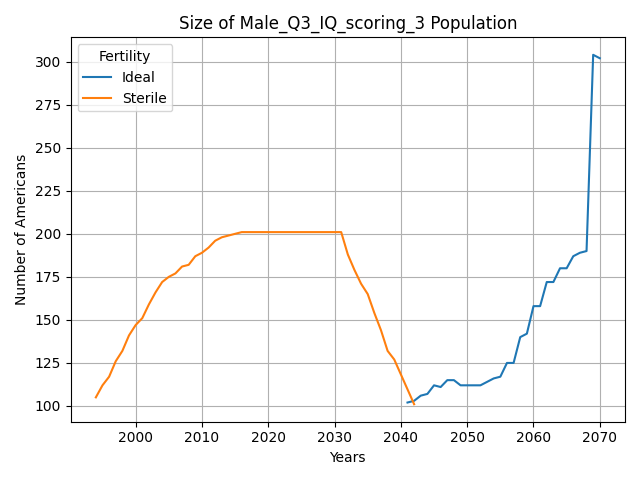 Size of Male_Q3_IQ_scoring_3 Population
Fertility
Ideal
Sterile
Number of Americans
300
275
250
225
200
175
150
125
100
2000 2010 2020 2030 2040 2050 2060 2070
Years